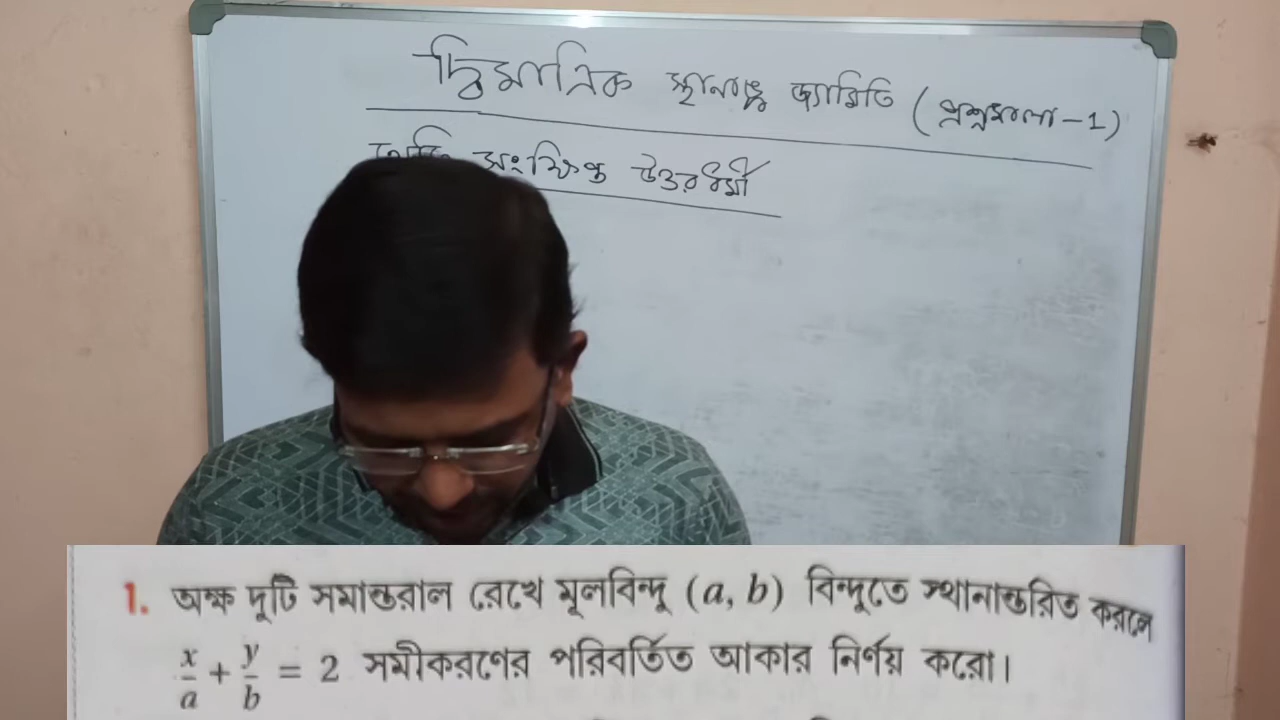 দ্বিমাত্রিক স্থানাঙ্ক জ্যামিতি (প্রশ্নমালা-1)
সংক্ষিপ্ত উত্তরধর্মী
1. অক্ষ দুটি সমান্তরাল রেখে মূলবিন্দু (a, b) বিন্দুতে স্থানান্তরিত করলে
x/a + y/b = 2 সমীকরণের পরিবর্তিত আকার নির্ণয় করো।